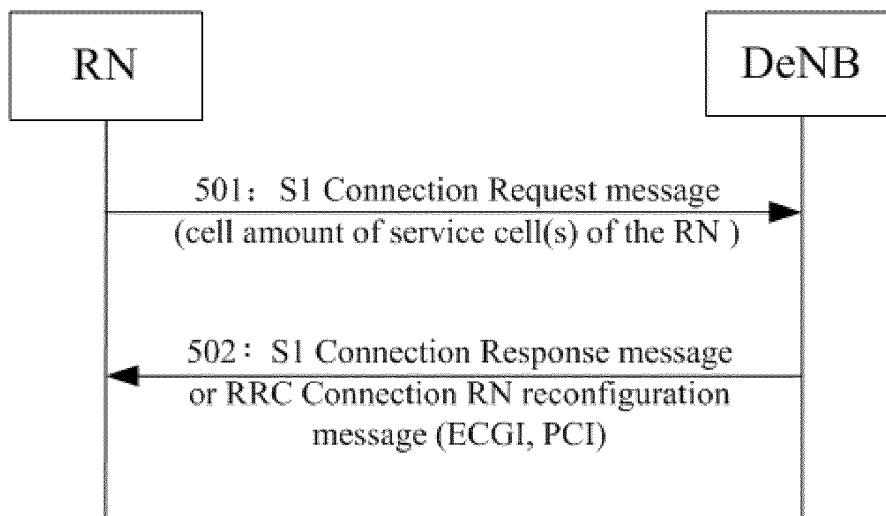 RN
DeNB
501： S1 Connection Request message
(cell amount of service cell(s) of the RN )
502： S1 Connection Response message
or RRC Connection RN reconfiguration
message (ECGI, PCI)